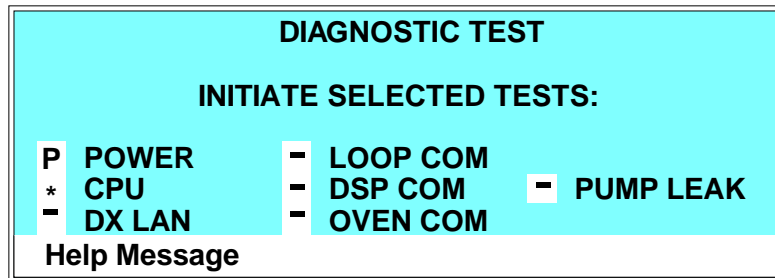 DIAGNOSTIC TEST
INITIATE SELECTED TESTS:
P POWER - LOOP COM
* CPU - DSP COM - PUMP LEAK
- DX LAN - OVEN COM
Help Message